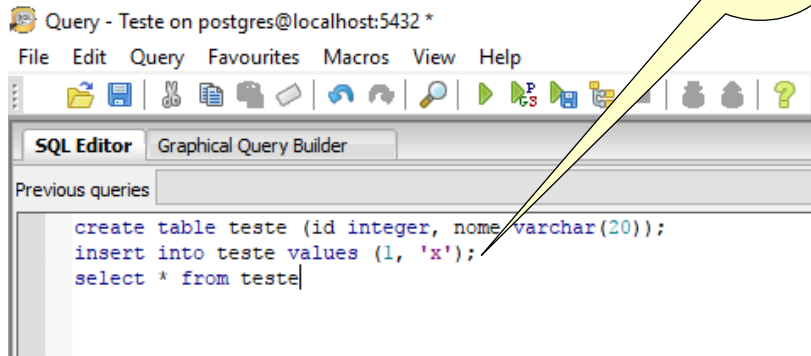 Query - Teste on postgres@localhost:5432 *
File Edit Query Favourites Macros View Help
SQL Editor Graphical Query Builder
Previous queries
create table teste (id integer, nome varchar(20));
insert into teste values (1, 'x');
select * from teste